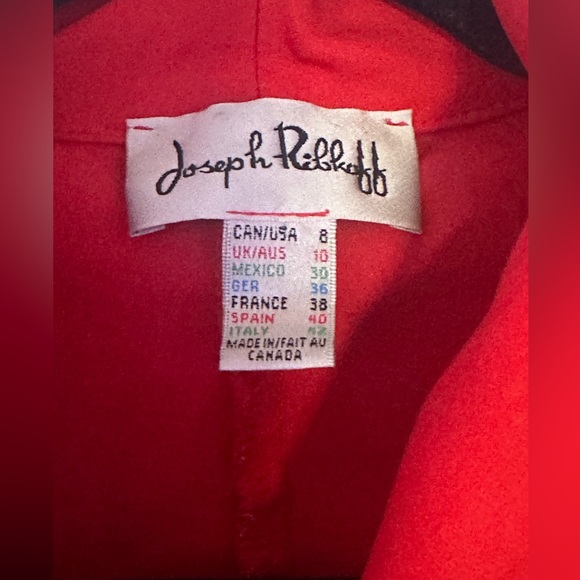 Joseph Ribkoff
CAN/USA 8
UK/AUS 10
MEXICO 30
GER 36
FRANCE 38
SPAIN 40
ITALY 42
MADE IN/FAIT AU
CANADA